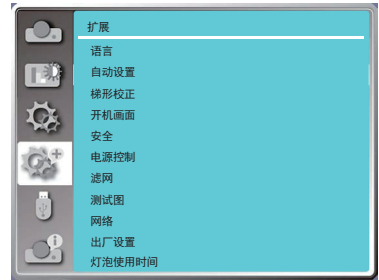 扩展
语言
自动设置
梯形校正
开机画面
安全
电源控制
滤网
测试图
网络
出厂设置
灯泡使用时间